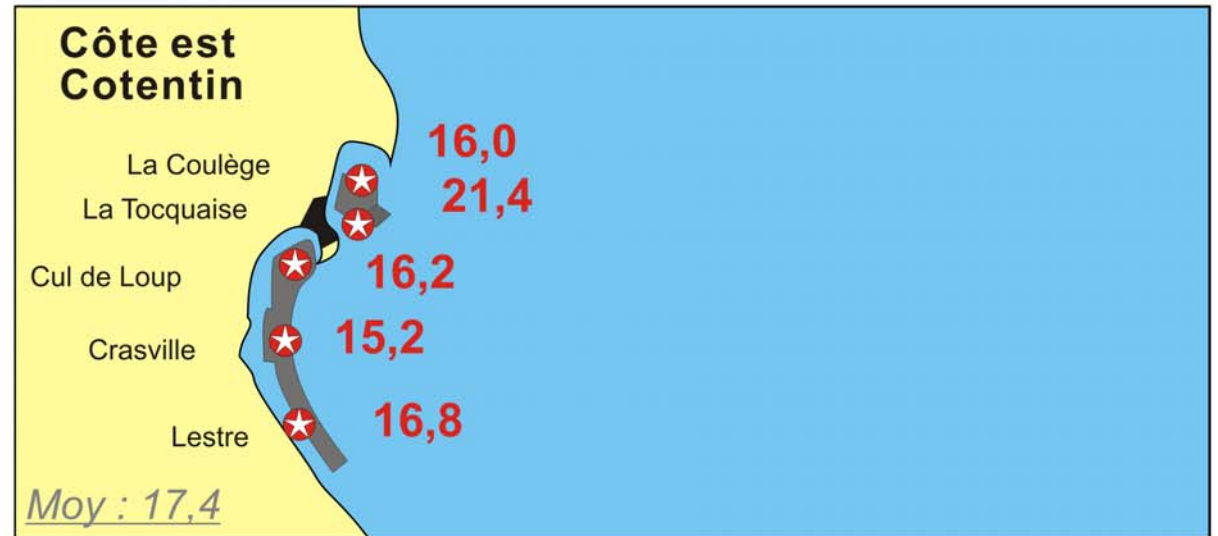 Côte est
Cotentin
La Coulège
16,0
La Tocquaise
21,4
Cul de Loup
16,2
Crasville
15,2
Lestre
16,8
Moy : 17,4